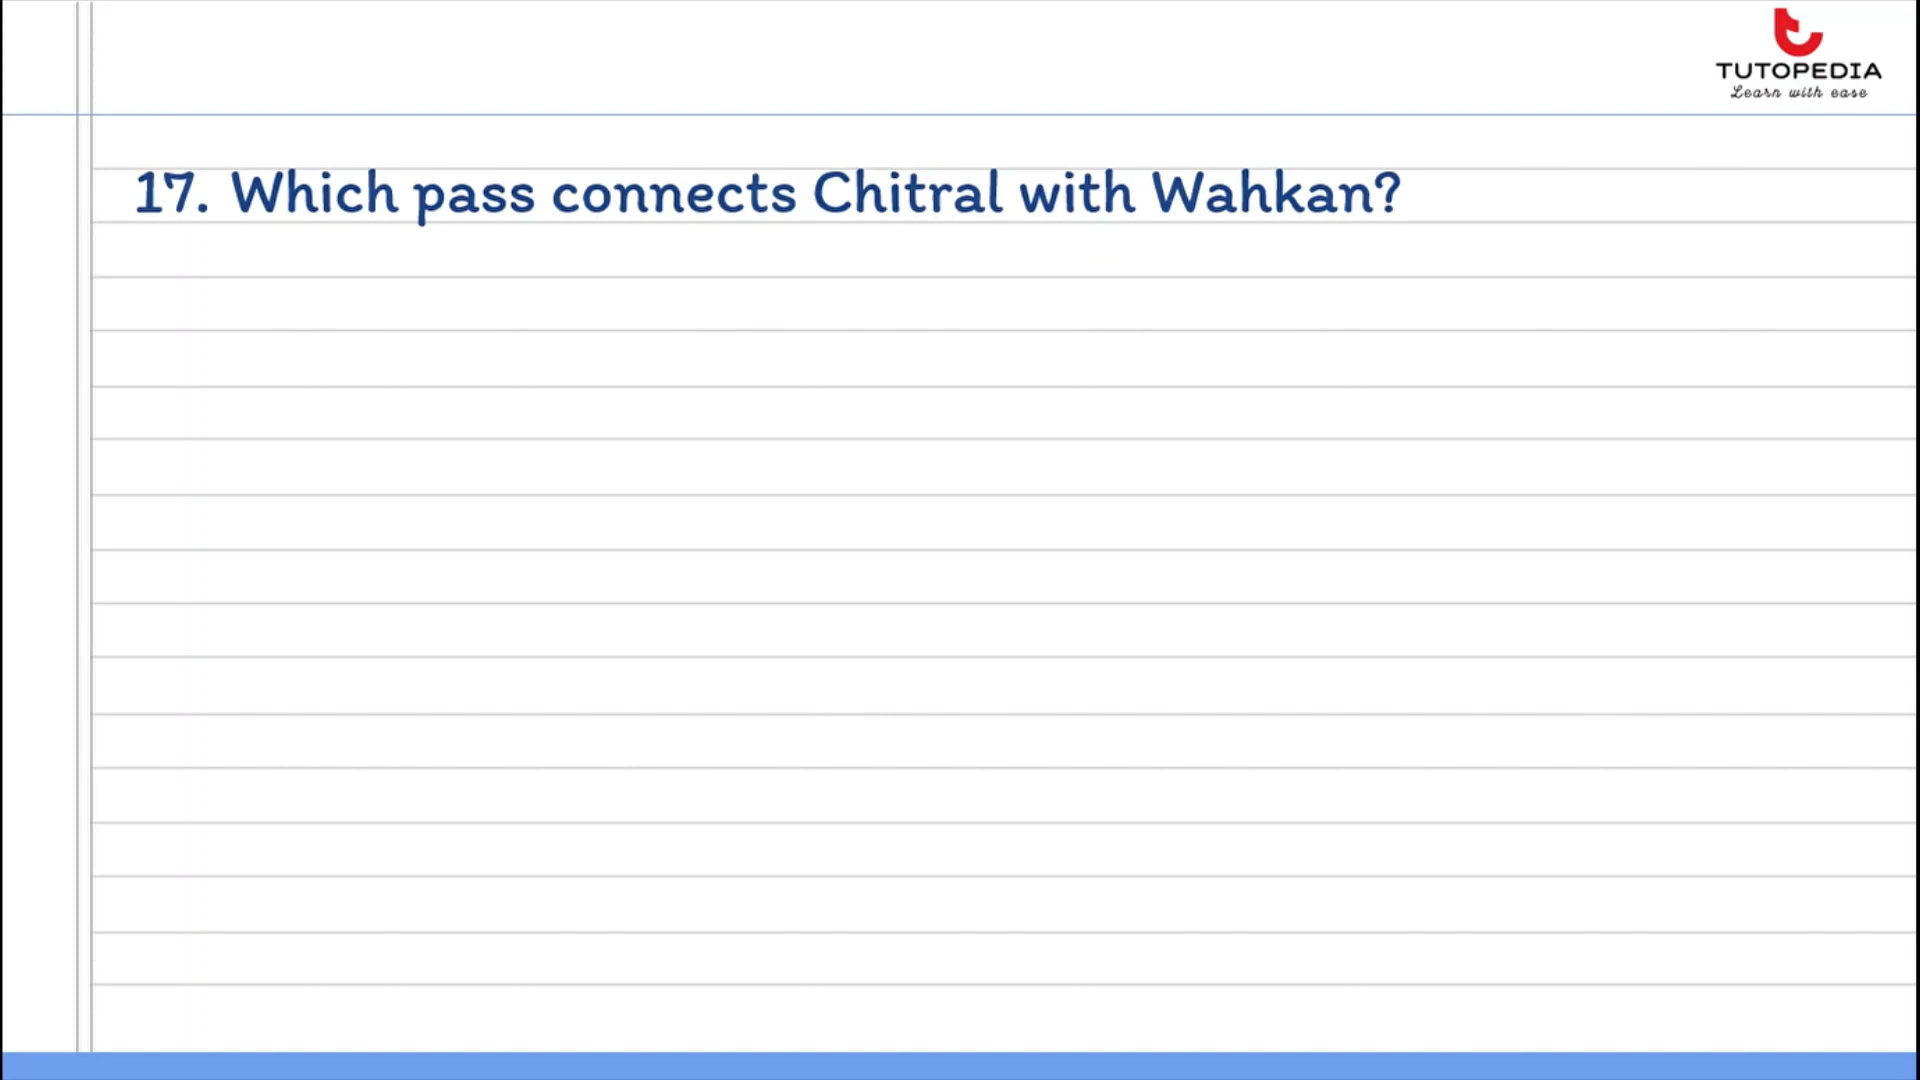 TUTOPEDIA
Learn with ease
17. Which pass connects Chitral with Wahkan?